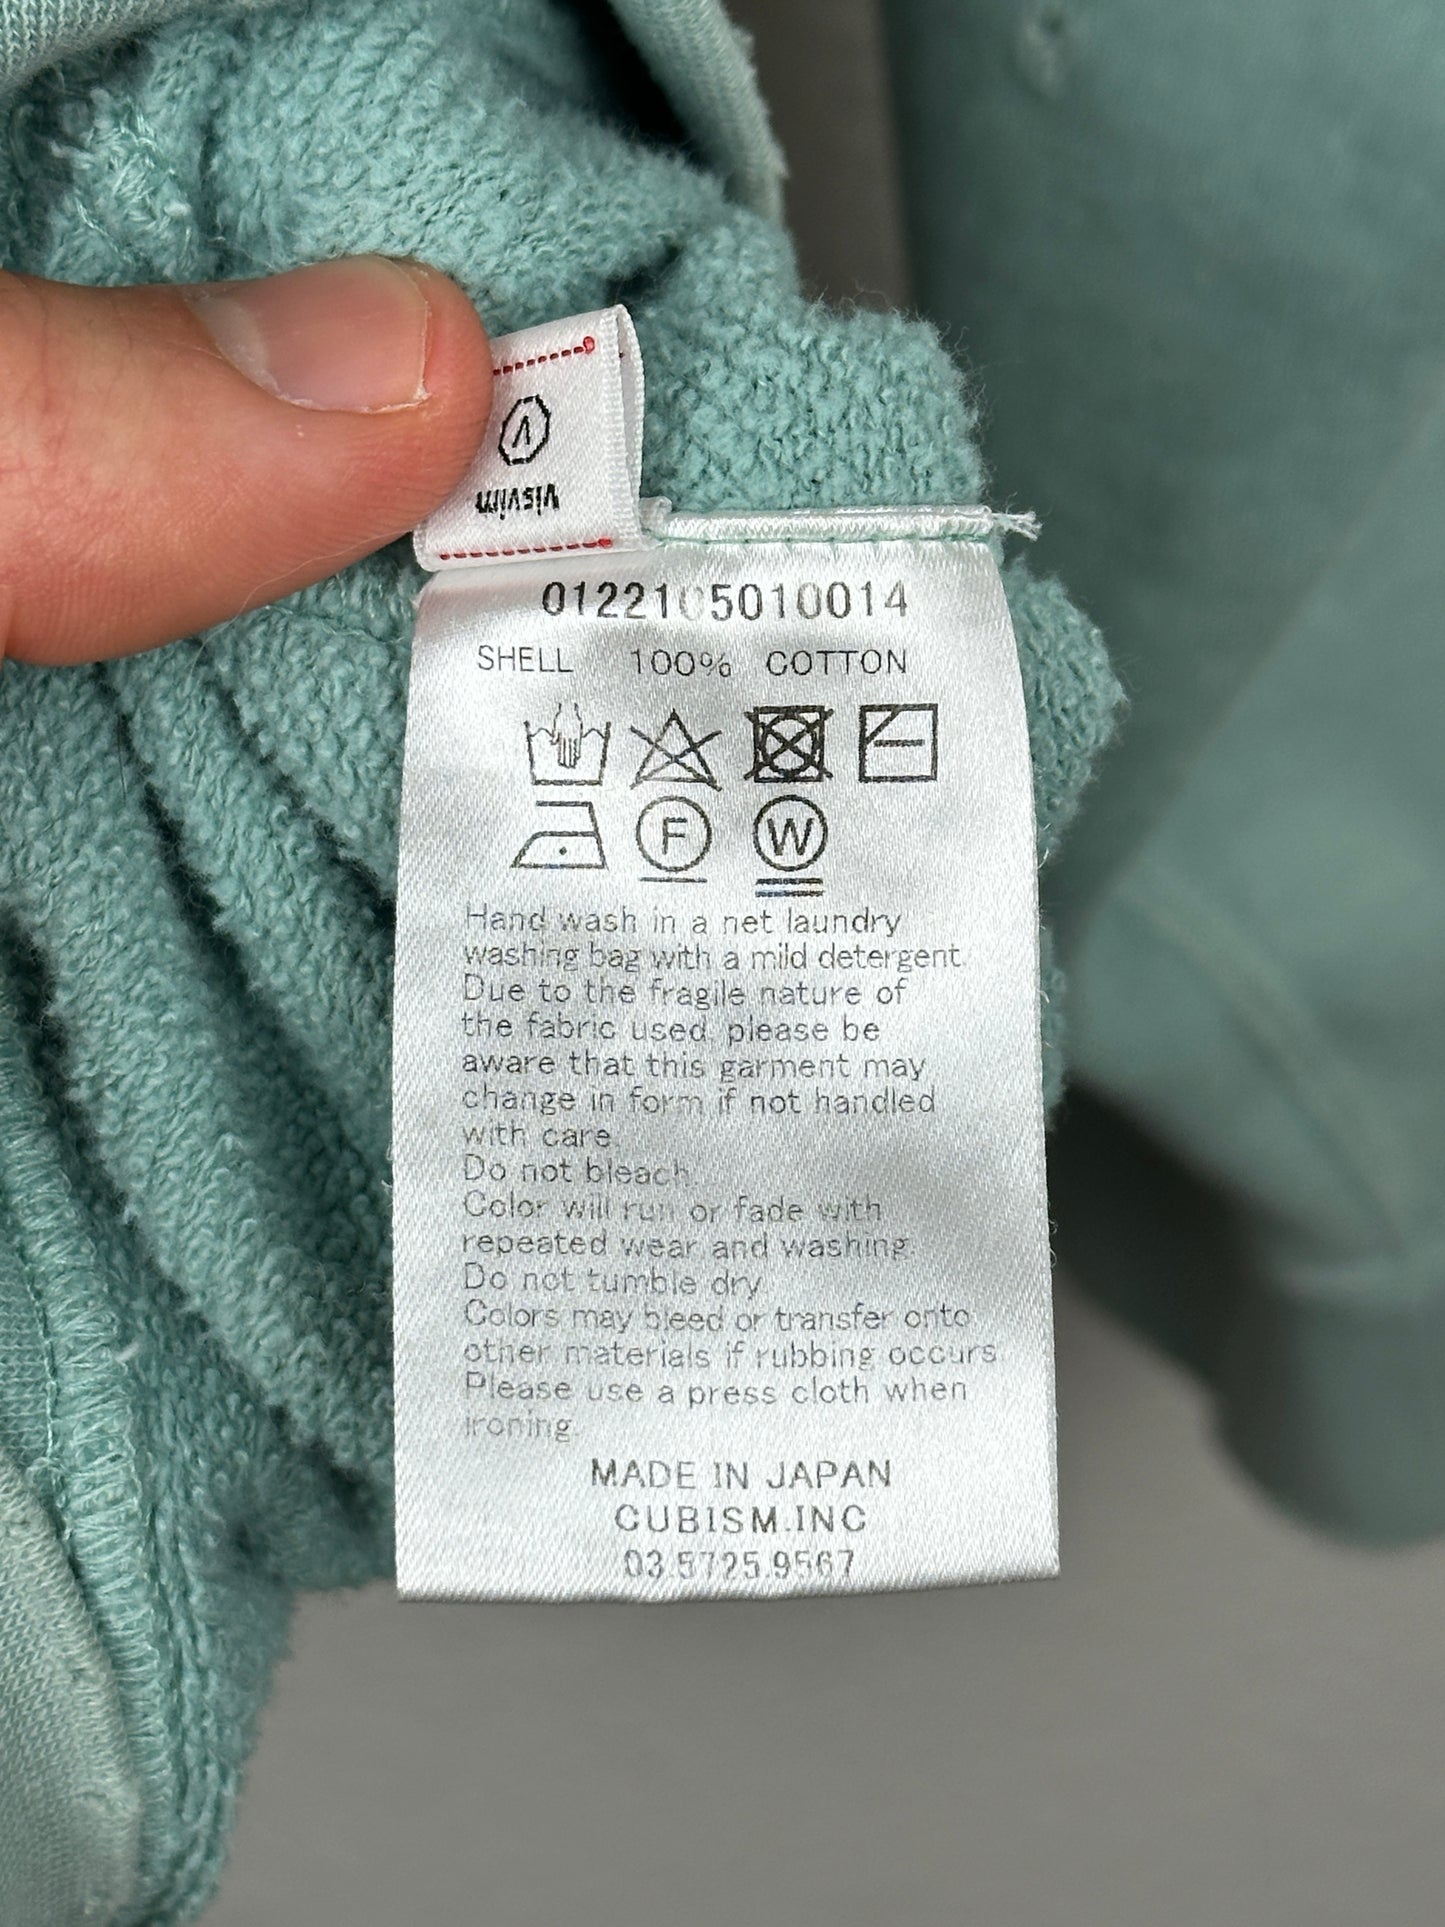 visvim
0122105010014
SHELL 100% COTTON
F W
Hand wash in a net laundry
washing bag with a mild detergent.
Due to the fragile nature of
the fabric used, please be
aware that this garment may
change in form if not handled
with care.
Do not bleach.
Color will run or fade with
repeated wear and washing.
Do not tumble dry.
Colors may bleed or transfer onto
other materials if rubbing occurs
Please use a press cloth when
ironing.
MADE IN JAPAN
CUBISM.INC
03.5725.9567